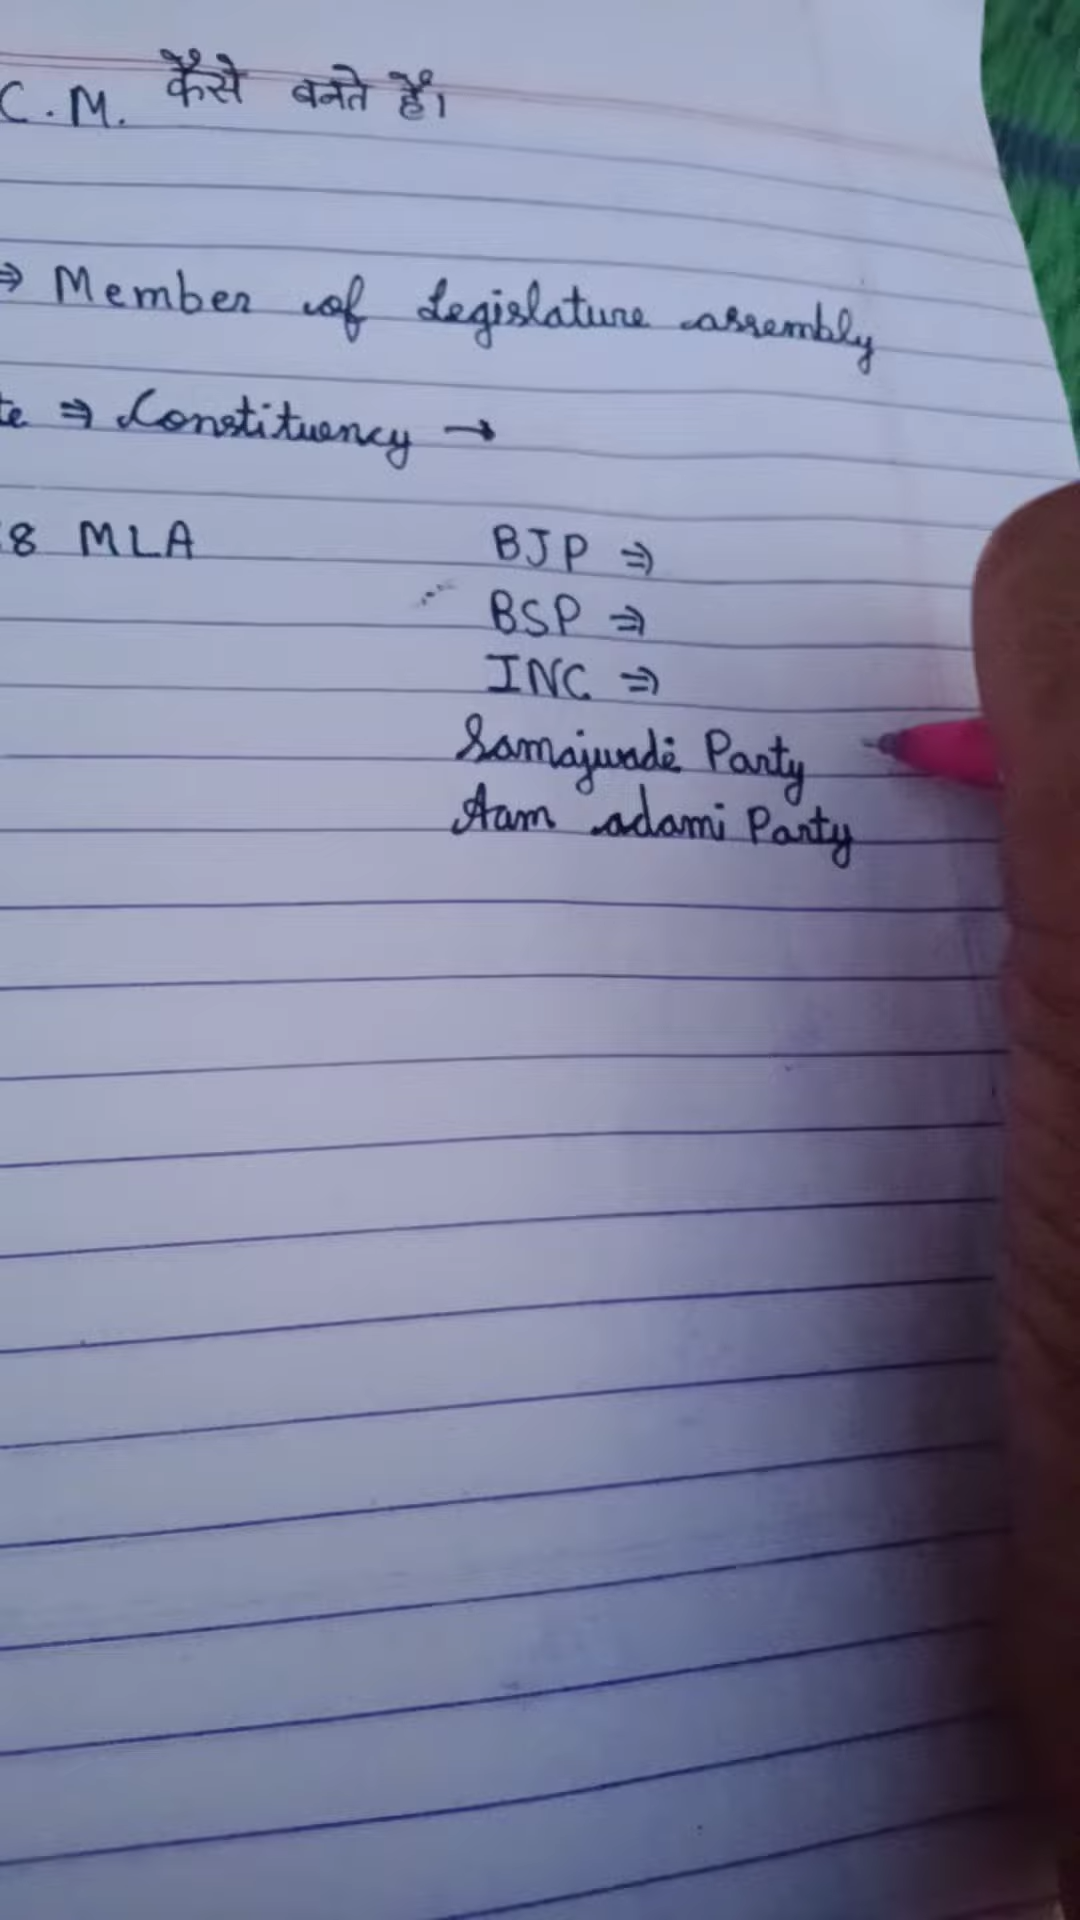 C.M. कैसे बनते हैं।
⇒ Member of Legislature assembly
te ⇒ Constituency →
8 MLA BJP ⇒
BSP ⇒
INC ⇒
Samajwadi Party
Aam adami Party